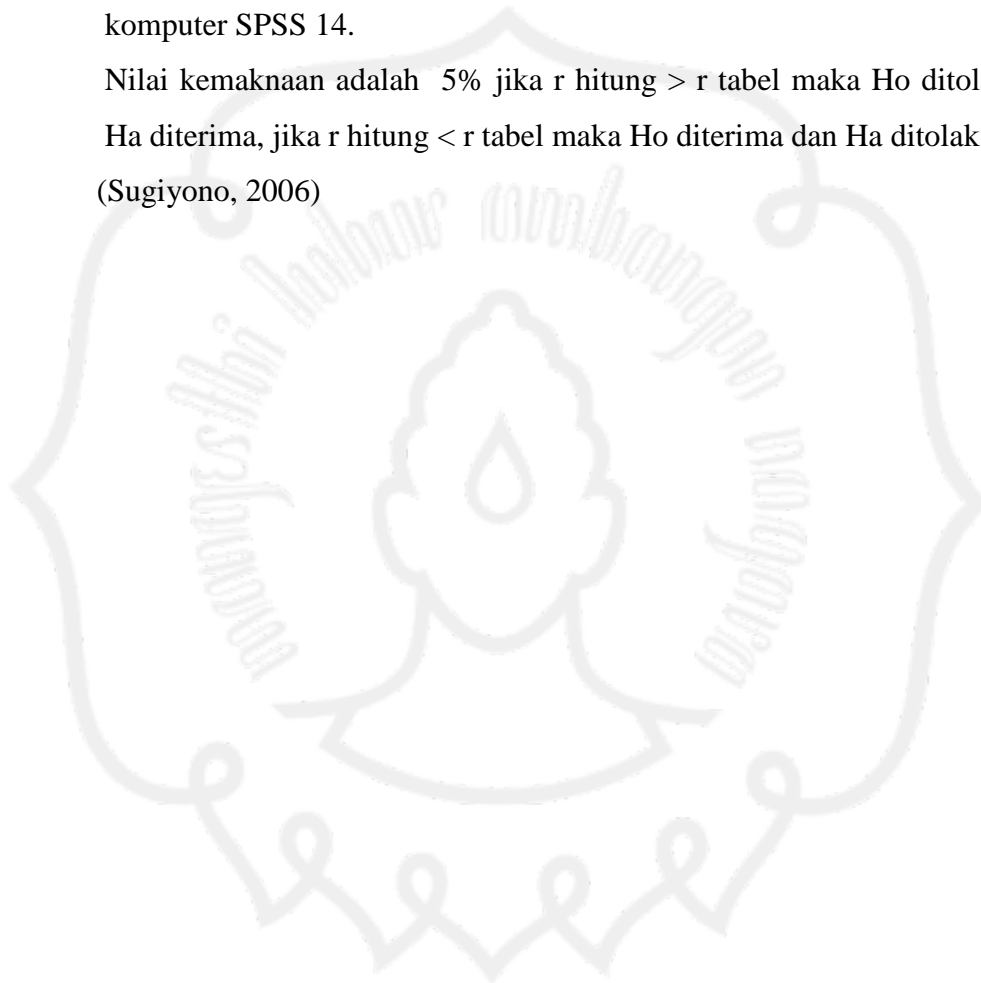 komputer SPSS 14.
Nilai kemaknaan adalah 5% jika r hitung > r tabel maka Ho ditol
Ha diterima, jika r hitung < r tabel maka Ho diterima dan Ha ditolak
(Sugiyono, 2006)